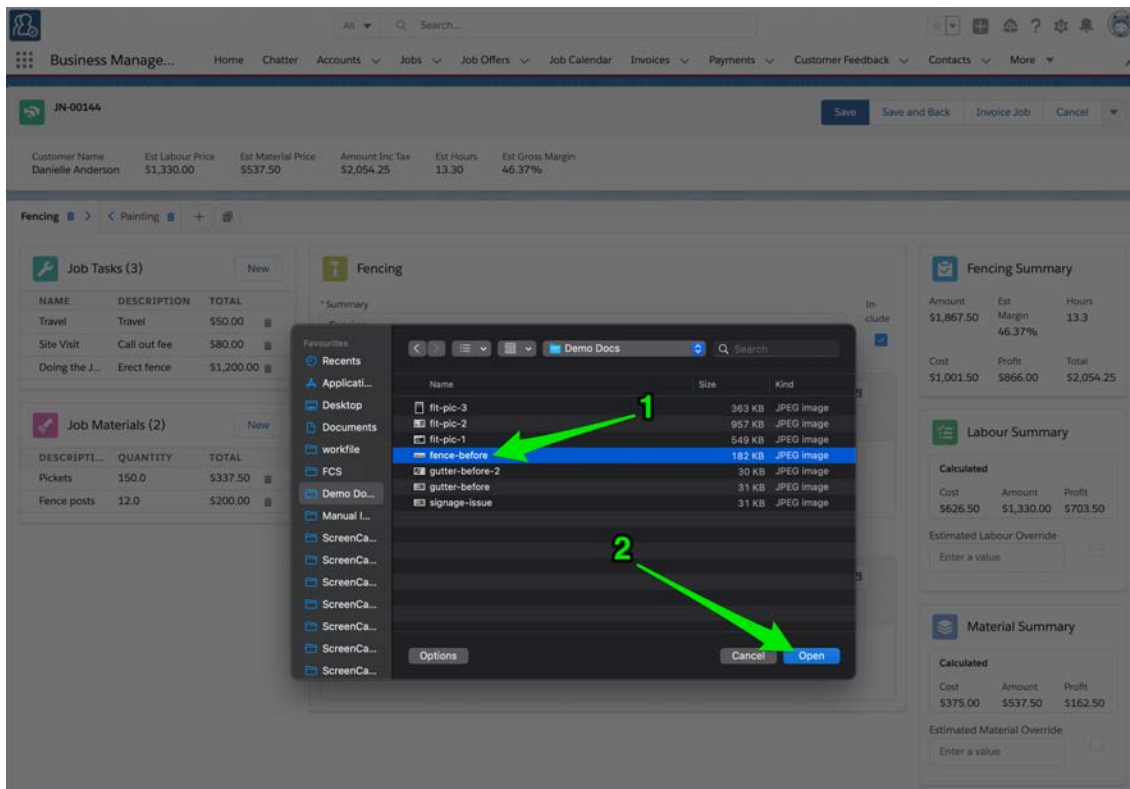 All Search...
Business Manage... Home Chatter Accounts Jobs Job Offers Job Calendar Invoices Payments Customer Feedback Contacts More
JN-00144
Save Save and Back Invoice Job Cancel
Customer Name Est Labour Price Est Material Price Amount Inc Tax Est Hours Est Gross Margin
Danielle Anderson $1,330.00 $537.50 $2,054.25 13.30 46.37%
Fencing Painting
Job Tasks (3) New
NAME DESCRIPTION TOTAL
Travel Travel $50.00
Site Visit Call out fee $80.00
Doing the J... Erect fence $1,200.00
Job Materials (2) New
DESCRIPTI... QUANTITY TOTAL
Pickets 150.0 $337.50
Fence posts 12.0 $200.00
Fencing
* Summary
In-
clude
Favourites
Recents
Applicati...
Desktop
Documents
workfile
FCS
Demo Do...
Manual I...
ScreenCa...
ScreenCa...
ScreenCa...
ScreenCa...
ScreenCa...
ScreenCa...
ScreenCa...
Demo Docs Search
Name Size Kind
fit-pic-3 363 KB JPEG image
fit-pic-2 957 KB JPEG image
fit-pic-1 549 KB JPEG image
fence-before 182 KB JPEG image
gutter-before-2 30 KB JPEG image
gutter-before 31 KB JPEG image
signage-issue 31 KB JPEG image
1
2
Options Cancel Open
Fencing Summary
Amount Est Hours
$1,867.50 Margin 13.3
46.37%
Cost Profit Total
$1,001.50 $866.00 $2,054.25
Labour Summary
Calculated
Cost Amount Profit
$626.50 $1,330.00 $703.50
Estimated Labour Override
Enter a value
Material Summary
Calculated
Cost Amount Profit
$375.00 $537.50 $162.50
Estimated Material Override
Enter a value